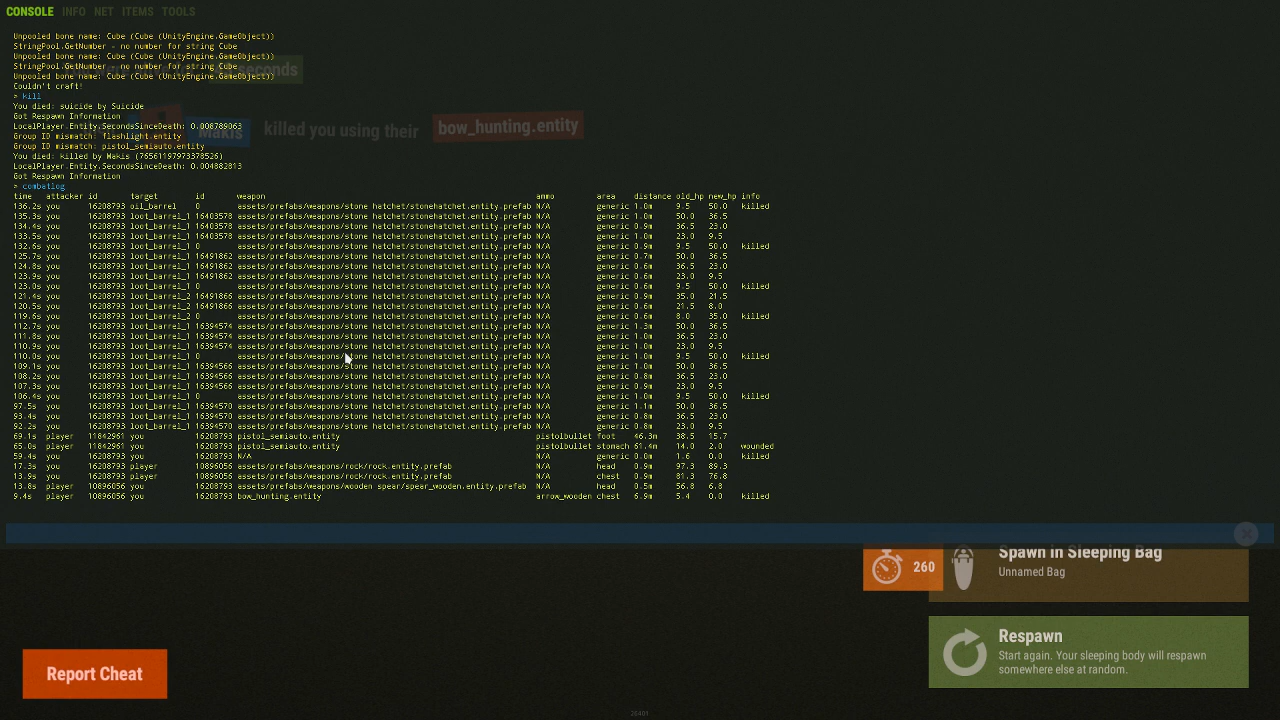 CONSOLE INFO NET ITEMS TOOLS
Unpooled bone name: Cube (Cube (UnityEngine.GameObject))
StringPool.GetNumber - no number for string Cube
Unpooled bone name: Cube (Cube (UnityEngine.GameObject))
StringPool.GetNumber - no number for string Cube
Unpooled bone name: Cube (Cube (UnityEngine.GameObject))
Couldn't craft!
> kill
You died: suicide by Suicide
Got Respawn Information
LocalPlayer.Entity.SecondsSinceDeath: 0.008789063
Group ID mismatch: flashlight.entity
Group ID mismatch: pistol_semiauto.entity
You died: killed by Makis (76561197973378526)
LocalPlayer.Entity.SecondsSinceDeath: 0.004882813
Got Respawn Information
> combatlog
seconds
Makis killed you using their bow_hunting.entity
time attacker id target id weapon ammo area distance old_hp new_hp info
136.2s you 16208793 oil_barrel 0 assets/prefabs/weapons/stone hatchet/stonehatchet.entity.prefab N/A generic 1.0m 9.5 50.0 killed
135.3s you 16208793 loot_barrel_1 16403578 assets/prefabs/weapons/stone hatchet/stonehatchet.entity.prefab N/A generic 1.0m 50.0 36.5
134.4s you 16208793 loot_barrel_1 16403578 assets/prefabs/weapons/stone hatchet/stonehatchet.entity.prefab N/A generic 0.9m 36.5 23.0
133.5s you 16208793 loot_barrel_1 16403578 assets/prefabs/weapons/stone hatchet/stonehatchet.entity.prefab N/A generic 1.0m 23.0 9.5
132.6s you 16208793 loot_barrel_1 0 assets/prefabs/weapons/stone hatchet/stonehatchet.entity.prefab N/A generic 0.9m 9.5 50.0 killed
125.7s you 16208793 loot_barrel_1 16491862 assets/prefabs/weapons/stone hatchet/stonehatchet.entity.prefab N/A generic 0.7m 50.0 36.5
124.8s you 16208793 loot_barrel_1 16491862 assets/prefabs/weapons/stone hatchet/stonehatchet.entity.prefab N/A generic 0.6m 36.5 23.0
123.9s you 16208793 loot_barrel_1 16491862 assets/prefabs/weapons/stone hatchet/stonehatchet.entity.prefab N/A generic 0.6m 23.0 9.5
123.0s you 16208793 loot_barrel_1 0 assets/prefabs/weapons/stone hatchet/stonehatchet.entity.prefab N/A generic 0.6m 9.5 50.0 killed
121.4s you 16208793 loot_barrel_2 16491866 assets/prefabs/weapons/stone hatchet/stonehatchet.entity.prefab N/A generic 0.9m 35.0 21.5
120.5s you 16208793 loot_barrel_2 16491866 assets/prefabs/weapons/stone hatchet/stonehatchet.entity.prefab N/A generic 0.6m 21.5 8.0
119.6s you 16208793 loot_barrel_2 0 assets/prefabs/weapons/stone hatchet/stonehatchet.entity.prefab N/A generic 0.6m 8.0 35.0 killed
112.7s you 16208793 loot_barrel_1 16394574 assets/prefabs/weapons/stone hatchet/stonehatchet.entity.prefab N/A generic 1.3m 50.0 36.5
111.8s you 16208793 loot_barrel_1 16394574 assets/prefabs/weapons/stone hatchet/stonehatchet.entity.prefab N/A generic 1.0m 36.5 23.0
110.9s you 16208793 loot_barrel_1 16394574 assets/prefabs/weapons/stone hatchet/stonehatchet.entity.prefab N/A generic 0.9m 23.0 9.5
110.0s you 16208793 loot_barrel_1 0 assets/prefabs/weapons/stone hatchet/stonehatchet.entity.prefab N/A generic 1.0m 9.5 50.0 killed
109.1s you 16208793 loot_barrel_1 16394566 assets/prefabs/weapons/stone hatchet/stonehatchet.entity.prefab N/A generic 1.0m 50.0 36.5
108.2s you 16208793 loot_barrel_1 16394566 assets/prefabs/weapons/stone hatchet/stonehatchet.entity.prefab N/A generic 0.8m 36.5 23.0
107.3s you 16208793 loot_barrel_1 16394566 assets/prefabs/weapons/stone hatchet/stonehatchet.entity.prefab N/A generic 0.9m 23.0 9.5
106.4s you 16208793 loot_barrel_1 0 assets/prefabs/weapons/stone hatchet/stonehatchet.entity.prefab N/A generic 1.0m 9.5 50.0 killed
97.5s you 16208793 loot_barrel_1 16394570 assets/prefabs/weapons/stone hatchet/stonehatchet.entity.prefab N/A generic 1.1m 50.0 36.5
93.4s you 16208793 loot_barrel_1 16394570 assets/prefabs/weapons/stone hatchet/stonehatchet.entity.prefab N/A generic 0.8m 36.5 23.0
92.2s you 16208793 loot_barrel_1 16394570 assets/prefabs/weapons/stone hatchet/stonehatchet.entity.prefab N/A generic 0.8m 23.0 9.5
69.1s player 11842961 you 16208793 pistol_semiauto.entity pistolbullet foot 46.3m 38.5 15.7
65.0s player 11842961 you 16208793 pistol_semiauto.entity pistolbullet stomach 61.4m 14.0 2.0 wounded
59.4s you 16208793 you 16208793 N/A N/A generic 0.0m 1.6 0.0 killed
17.3s you 16208793 player 10896056 assets/prefabs/weapons/rock/rock.entity.prefab N/A head 0.9m 97.3 89.3
13.9s you 16208793 player 10896056 assets/prefabs/weapons/rock/rock.entity.prefab N/A chest 0.9m 81.3 76.8
13.8s player 10896056 you 16208793 assets/prefabs/weapons/wooden spear/spear_wooden.entity.prefab N/A head 0.5m 56.8 6.8
9.4s player 10896056 you 16208793 bow_hunting.entity arrow_wooden chest 6.9m 5.4 0.0 killed
260
Spawn in Sleeping Bag
Unnamed Bag
Respawn
Start again. Your sleeping body will respawn
somewhere else at random.
Report Cheat